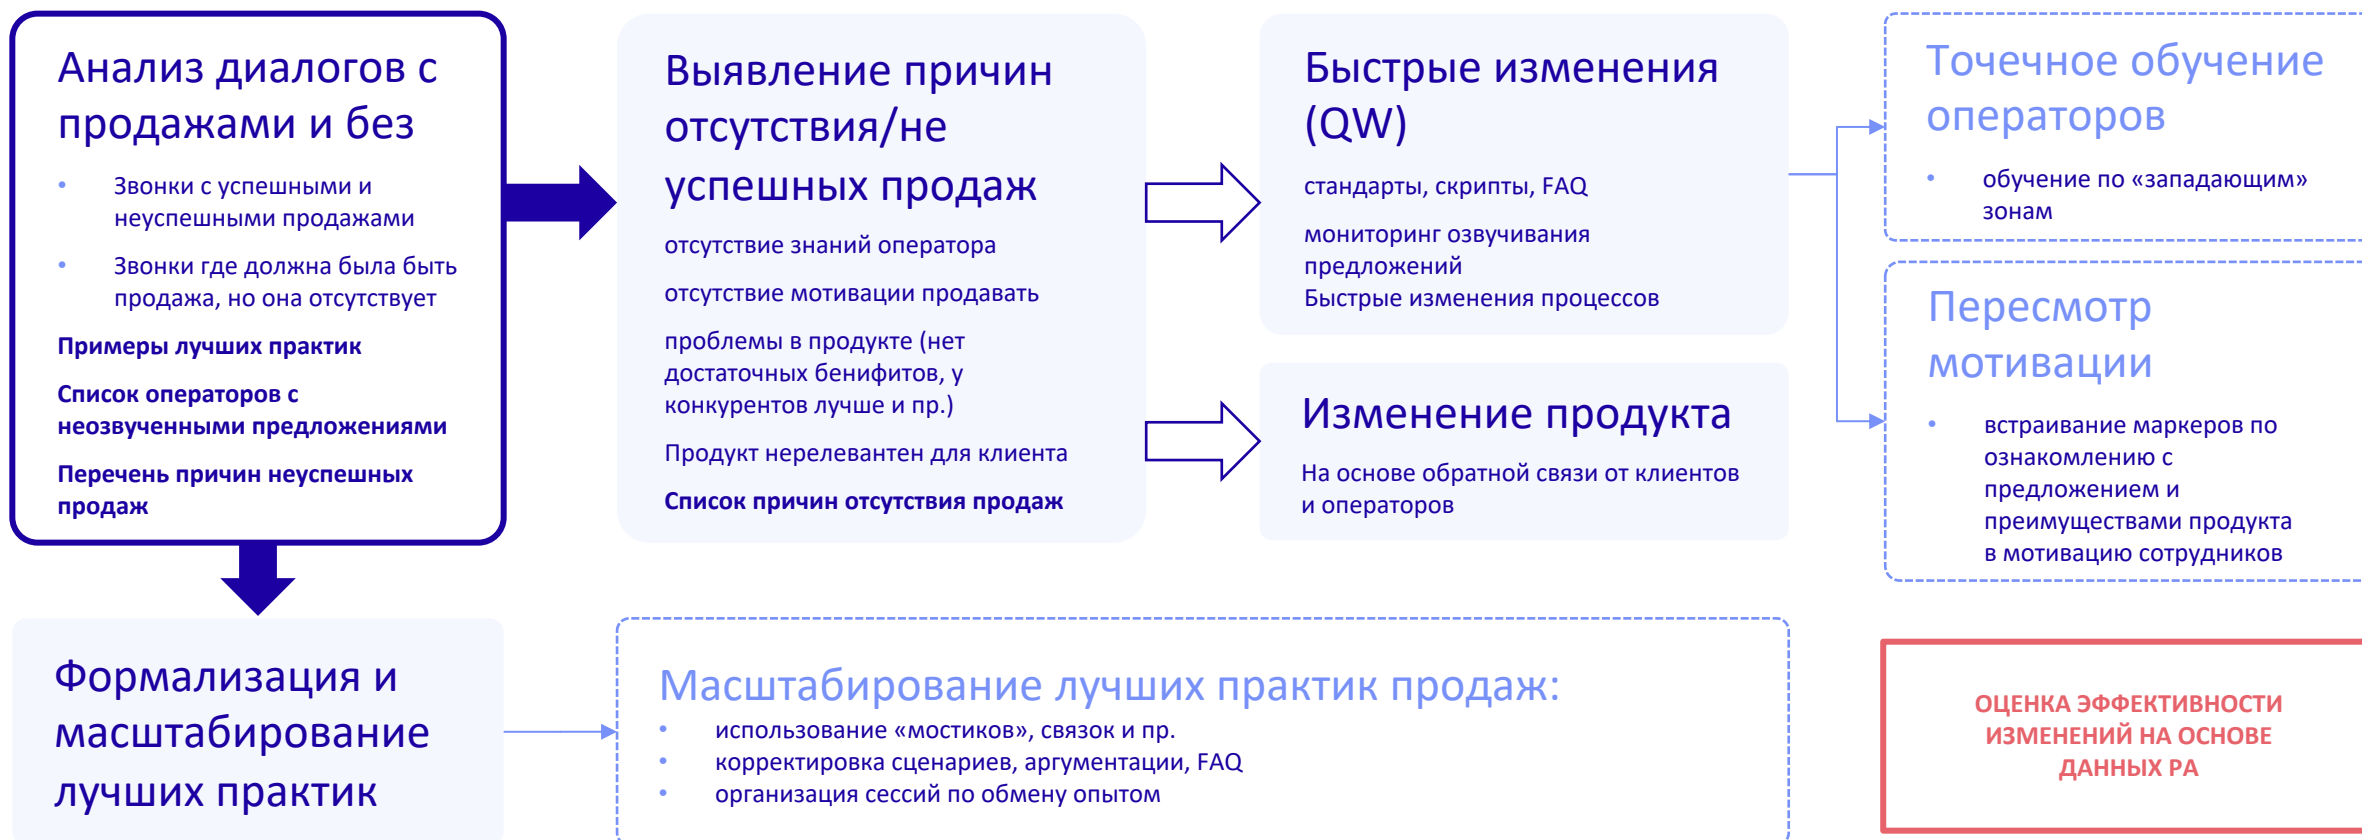 Анализ диалогов с
продажами и без
• Звонки с успешными и
неуспешными продажами
• Звонки где должна была быть
продажа, но она отсутствует
Примеры лучших практик
Список операторов с
неозвученными предложениями
Перечень причин неуспешных
продаж
Выявление причин
отсутствия/не
успешных продаж
отсутствие знаний оператора
отсутствие мотивации продавать
проблемы в продукте (нет
достаточных бенифитов, у
конкурентов лучше и пр.)
Продукт нерелевантен для клиента
Список причин отсутствия продаж
Быстрые изменения
(QW)
стандарты, скрипты, FAQ
мониторинг озвучивания
предложений
Быстрые изменения процессов
Изменение продукта
На основе обратной связи от клиентов
и операторов
Точечное обучение
операторов
• обучение по «западающим»
зонам
Пересмотр
мотивации
• встраивание маркеров по
ознакомлению с
предложением и
преимуществами продукта
в мотивацию сотрудников
Формализация и
масштабирование
лучших практик
Масштабирование лучших практик продаж:
• использование «мостиков», связок и пр.
• корректировка сценариев, аргументации, FAQ
• организация сессий по обмену опытом
ОЦЕНКА ЭФФЕКТИВНОСТИ
ИЗМЕНЕНИЙ НА ОСНОВЕ
ДАННЫХ РА